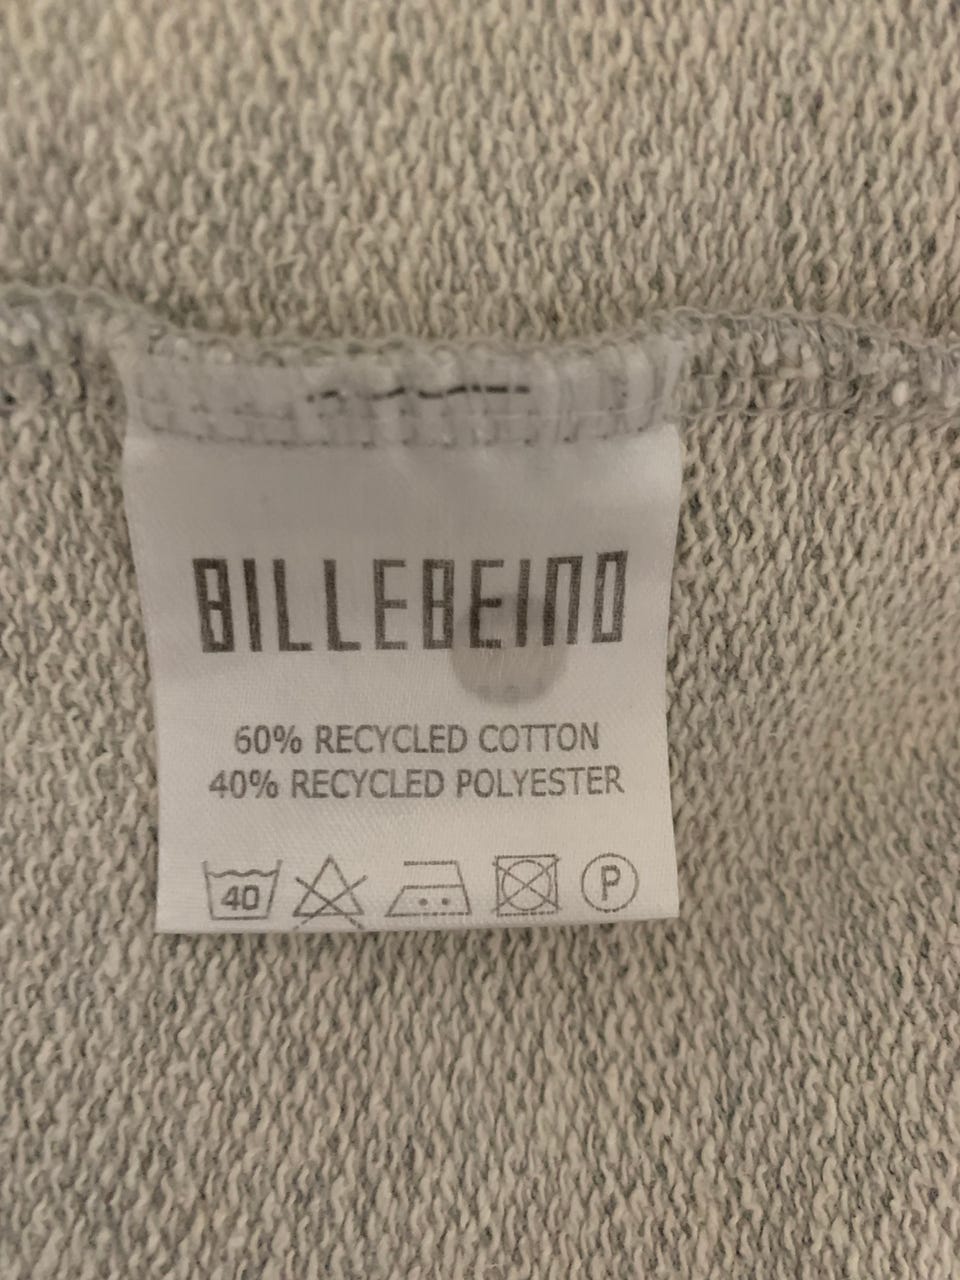 BILLEBEINO
60% RECYCLED COTTON
40% RECYCLED POLYESTER
40 P